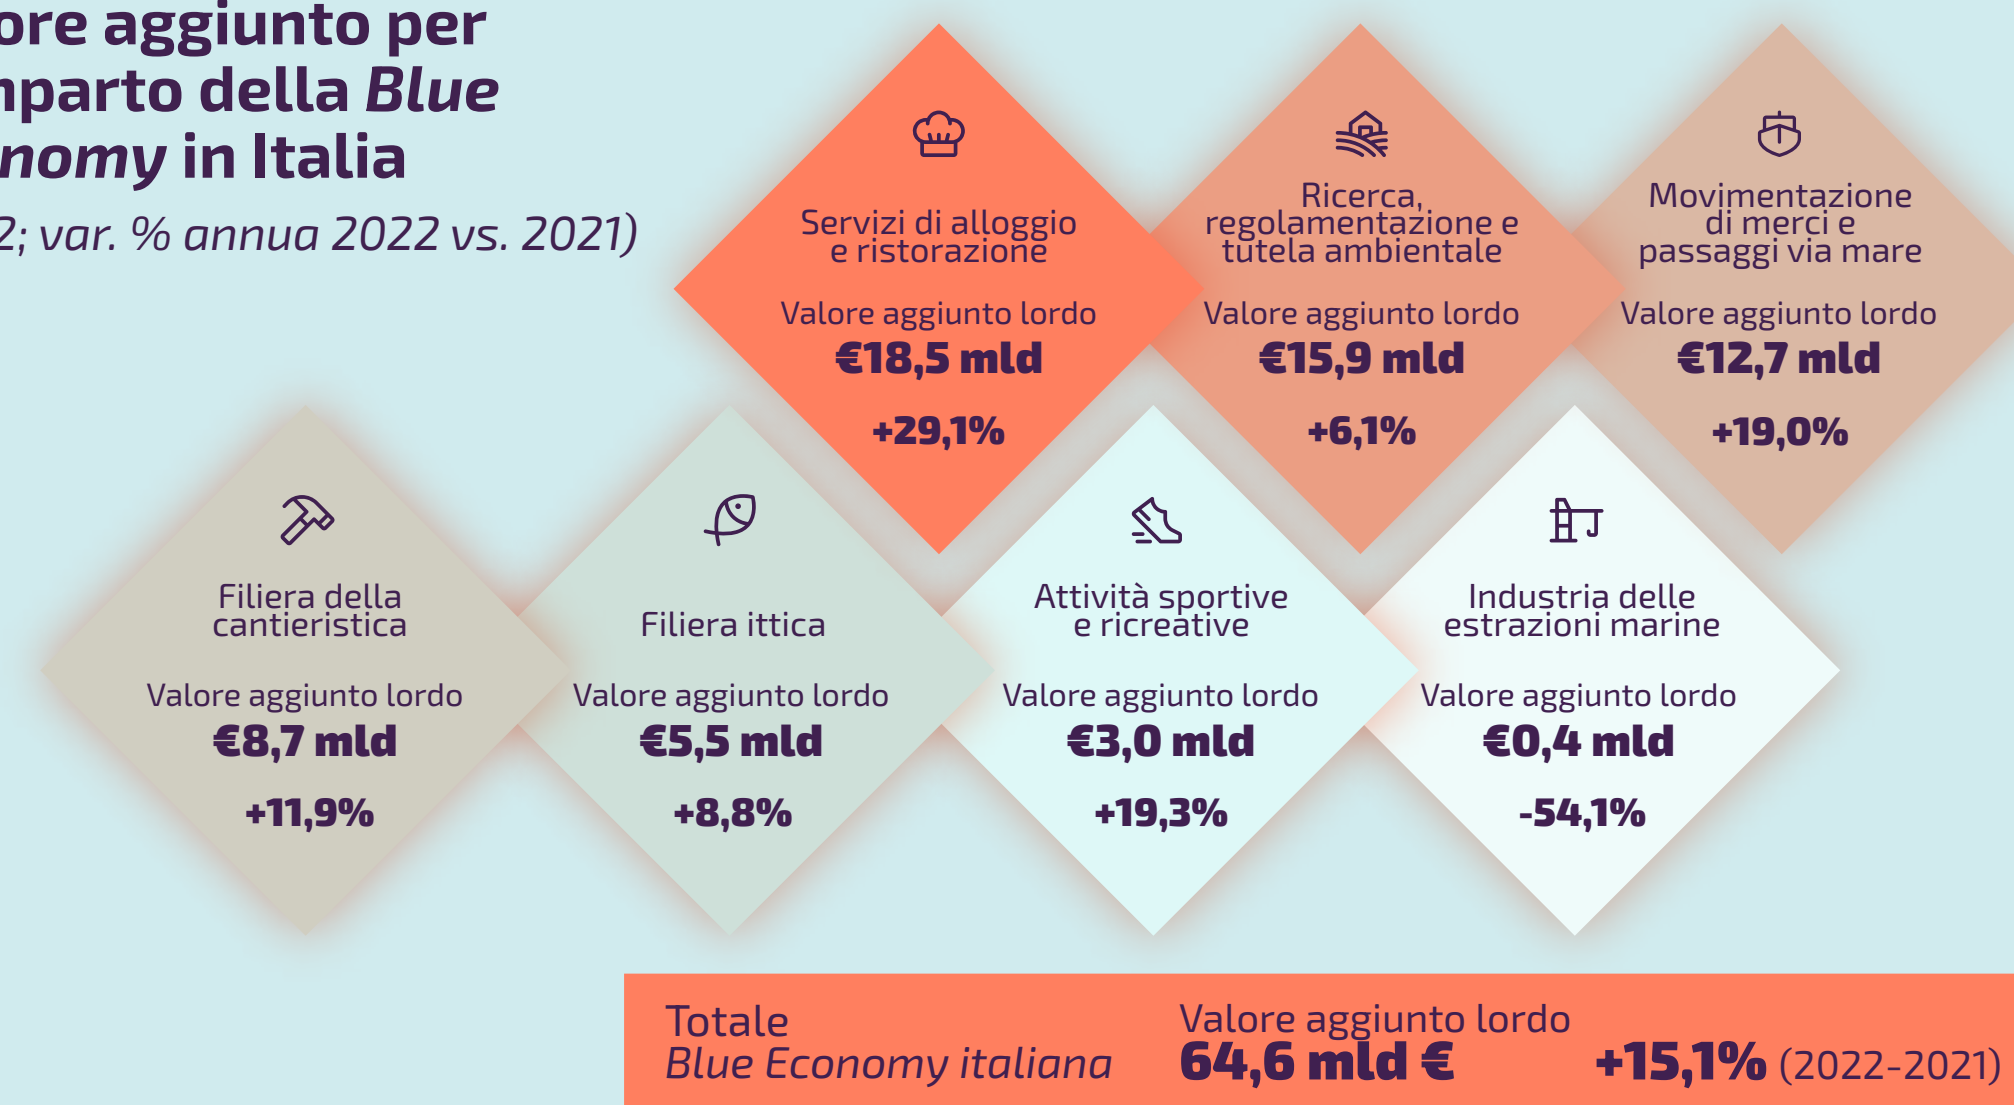 ore aggiunto per
mparto della Blue
nomy in Italia
2; var. % annua 2022 vs. 2021)
Servizi di alloggio
e ristorazione
Valore aggiunto lordo
€18,5 mld
+29,1%
Ricerca,
regolamentazione e
tutela ambientale
Valore aggiunto lordo
€15,9 mld
+6,1%
Movimentazione
di merci e
passaggi via mare
Valore aggiunto lordo
€12,7 mld
+19,0%
Filiera della
cantieristica
Valore aggiunto lordo
€8,7 mld
+11,9%
Filiera ittica
Valore aggiunto lordo
€5,5 mld
+8,8%
Attività sportive
e ricreative
Valore aggiunto lordo
€3,0 mld
+19,3%
Industria delle
estrazioni marine
Valore aggiunto lordo
€0,4 mld
-54,1%
Totale
Blue Economy italiana
Valore aggiunto lordo
64,6 mld €
+15,1% (2022-2021)